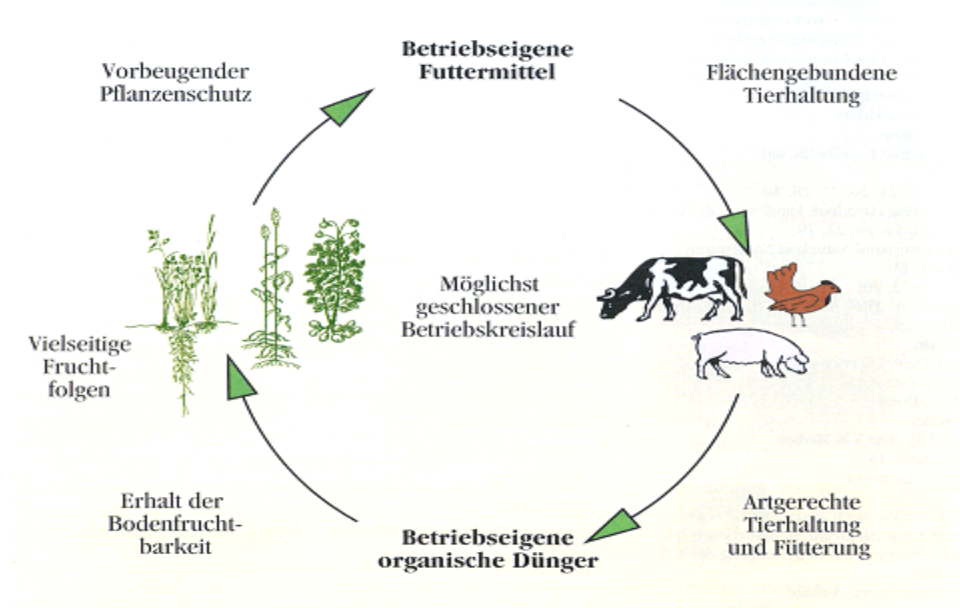 Betriebseigene
Futtermittel
Vorbeugender
Pflanzenschutz
Flächengebundene
Tierhaltung
Möglichst
geschlossener
Betriebskreislauf
Vielseitige
Frucht-
folgen
Erhalt der
Bodenfrucht-
barkeit
Betriebseigene
organische Dünger
Artgerechte
Tierhaltung
und Fütterung